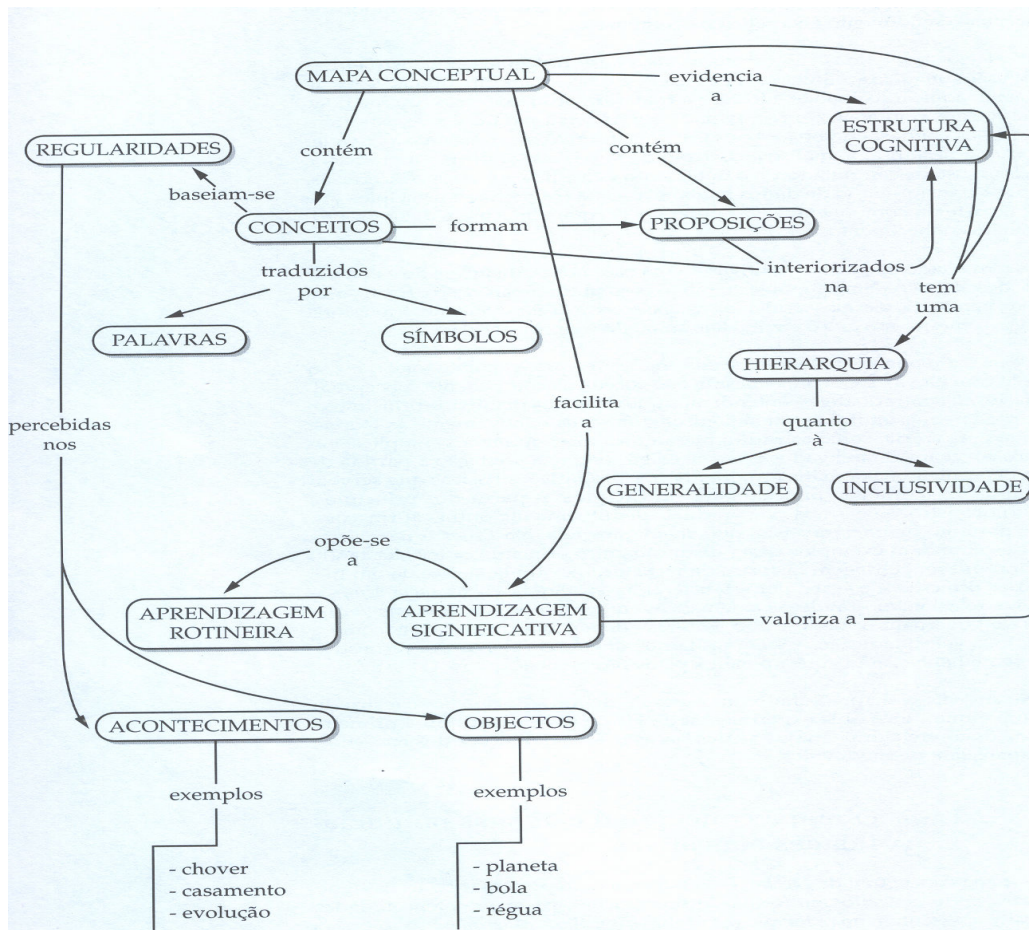 MAPA CONCEPTUAL
evidencia
a
ESTRUTURA
COGNITIVA
REGULARIDADES
contém
contém
baseiam-se
CONCEITOS
formam
PROPOSIÇÕES
traduzidos
por
interiorizados
na
tem
uma
PALAVRAS
SÍMBOLOS
HIERARQUIA
percebidas
nos
facilita
a
quanto
à
GENERALIDADE
INCLUSIVIDADE
opõe-se
a
APRENDIZAGEM
ROTINEIRA
APRENDIZAGEM
SIGNIFICATIVA
valoriza a
ACONTECIMENTOS
OBJECTOS
exemplos
exemplos
- chover
- casamento
- evolução
- planeta
- bola
- régua